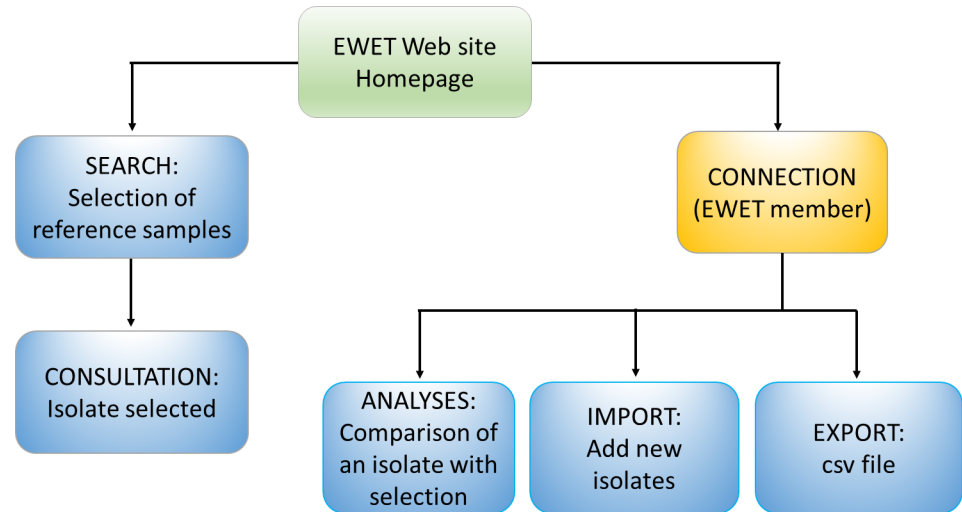 EWET Web site
Homepage
SEARCH:
Selection of
reference samples
CONNECTION
(EWET member)
CONSULTATION:
Isolate selected
ANALYSES:
Comparison of
an isolate with
selection
IMPORT:
Add new
isolates
EXPORT:
csv file